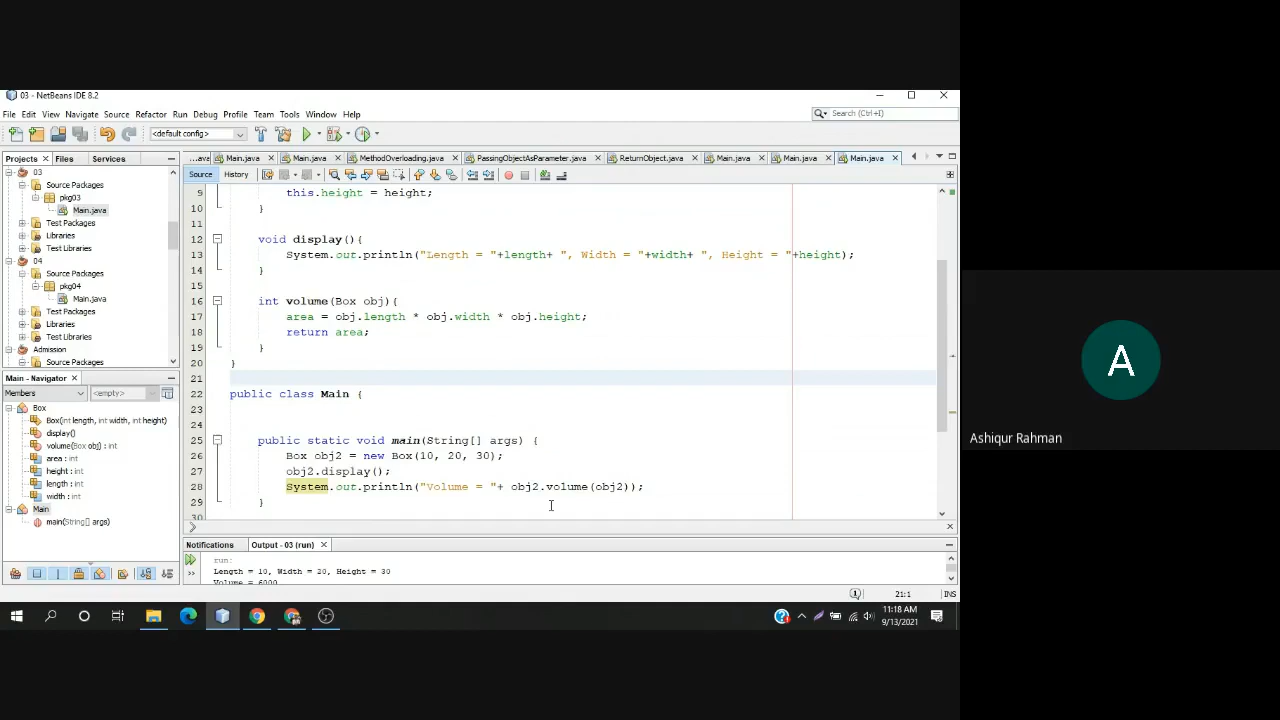 03 - NetBeans IDE 8.2
File Edit View Navigate Source Refactor Run Debug Profile Team Tools Window Help
Search (Ctrl+I)
<default config>
Projects Files Services
...ava Main.java Main.java MethodOverloading.java PassingObjectAsParameter.java ReturnObject.java Main.java Main.java Main.java
Source History
03
Source Packages
pkg03
Main.java
Test Packages
Libraries
Test Libraries
04
Source Packages
pkg04
Main.java
Test Packages
Libraries
Test Libraries
Admission
Source Packages
Main - Navigator
Members <empty>
Box
Box(int length, int width, int height)
display()
volume(Box obj) : int
area : int
height : int
length : int
width : int
Main
main(String[] args)
9 this.height = height;
10 }
11
12 void display(){
13 System.out.println("Length = "+length+ ", Width = "+width+ ", Height = "+height);
14 }
15
16 int volume(Box obj){
17 area = obj.length * obj.width * obj.height;
18 return area;
19 }
20 }
21
22 public class Main {
23
24
25 public static void main(String[] args) {
26 Box obj2 = new Box(10, 20, 30);
27 obj2.display();
28 System.out.println("Volume = "+ obj2.volume(obj2));
29 }
30
Notifications Output - 03 (run)
run:
Length = 10, Width = 20, Height = 30
Volume = 6000
21:1 INS
11:18 AM
9/13/2021
A
Ashiqur Rahman